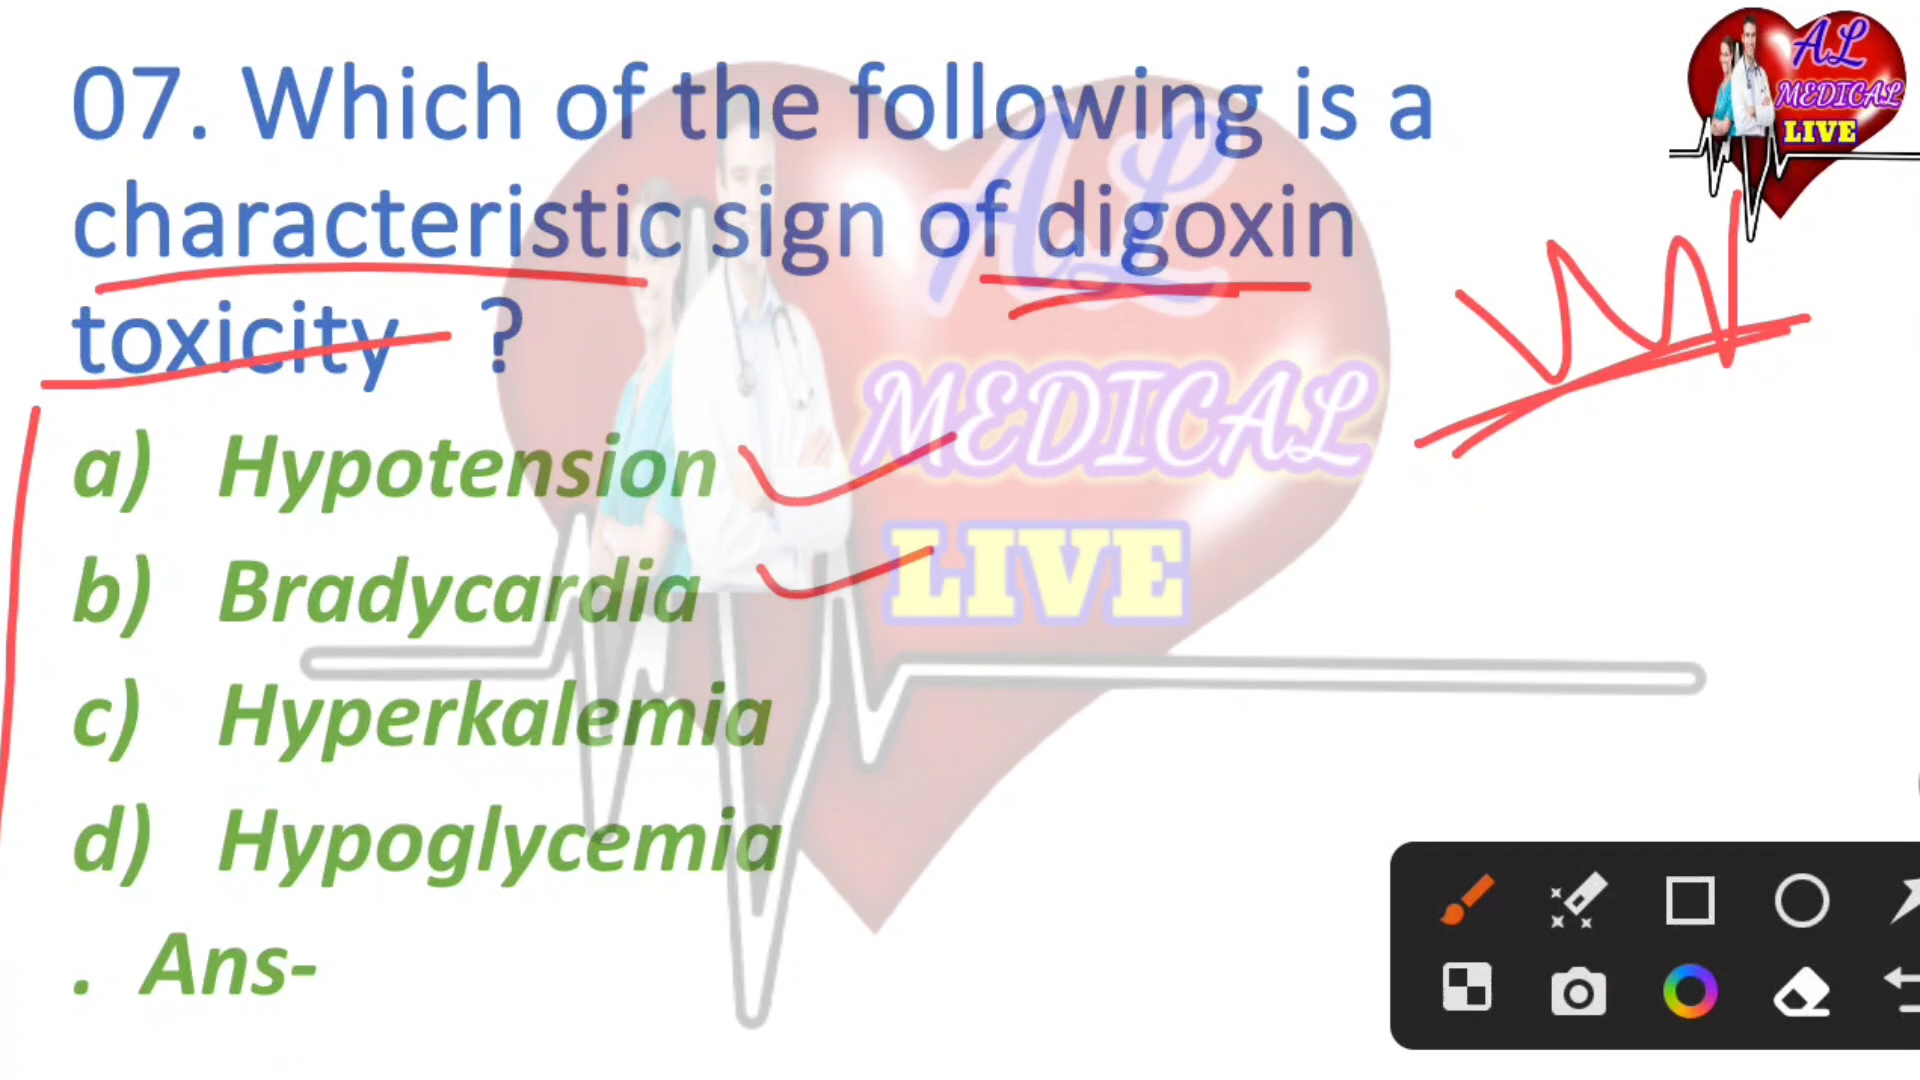 07. Which of the following is a
characteristic sign of digoxin
toxicity ?
a) Hypotension
b) Bradycardia
c) Hyperkalemia
d) Hypoglycemia
. Ans-
AL
MEDICAL
LIVE
AL
MEDICAL
LIVE